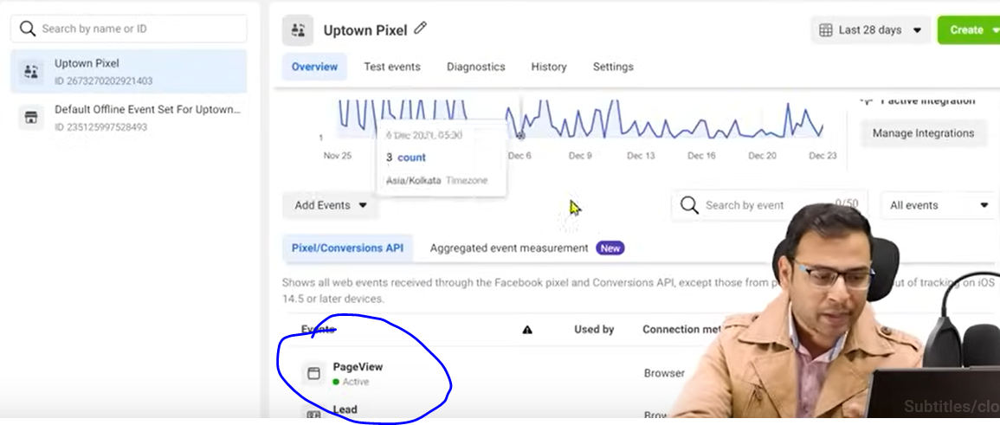 Search by name or ID
Uptown Pixel
ID 2673270202921403
Default Offline Event Set For Uptown...
ID 235125997528493
Uptown Pixel
Last 28 days
Create
Overview
Test events
Diagnostics
History
Settings
1 active integration
Manage Integrations
6 Dec 2021, 05:30
3 count
Asia/Kolkata Timezone
1
Nov 25
Dec 6
Dec 9
Dec 13
Dec 16
Dec 20
Dec 23
Add Events
Search by event
0/50
All events
Pixel/Conversions API
Aggregated event measurement
New
Shows all web events received through the Facebook pixel and Conversions API, except those from p out of tracking on iOS
14.5 or later devices.
Events
Used by
Connection met
PageView
Active
Browser
Lead
Brow
Subtitles/clo